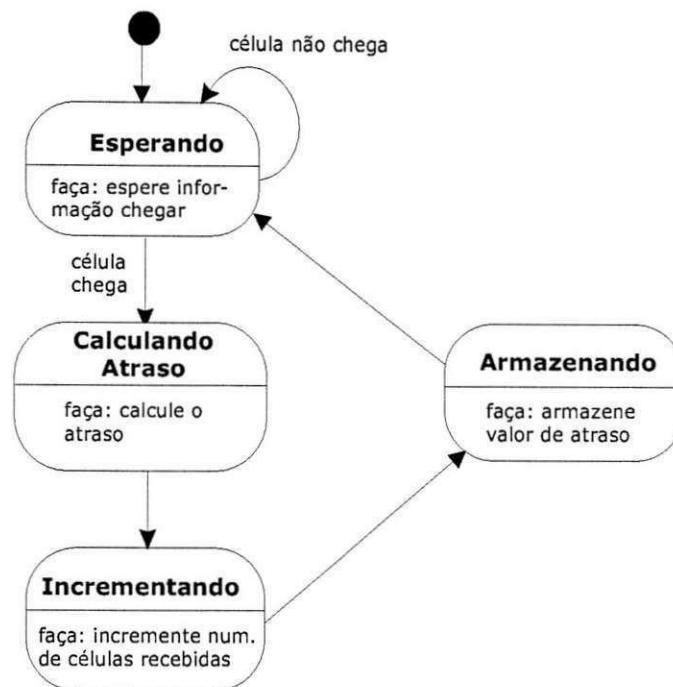 célula não chega
Esperando
faça: espere infor-
mação chegar
célula
chega
Calculando
Atraso
faça: calcule o
atraso
Armazenando
faça: armazene
valor de atraso
Incrementando
faça: incremente num.
de células recebidas